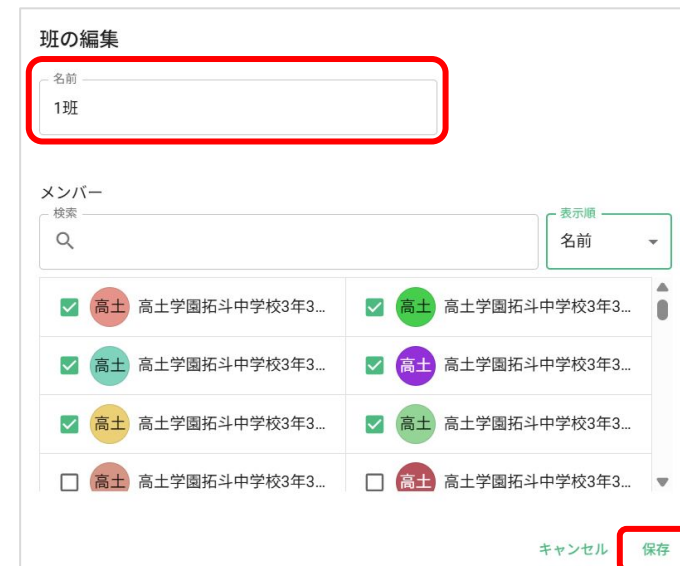 班の編集
名前
1班
メンバー
検索
表示順
名前
高土 高土学園拓斗中学校3年3... 高土 高土学園拓斗中学校3年3...
高土 高土学園拓斗中学校3年3... 高土 高土学園拓斗中学校3年3...
高土 高土学園拓斗中学校3年3... 高土 高土学園拓斗中学校3年3...
高土 高土学園拓斗中学校3年3... 高土 高土学園拓斗中学校3年3...
キャンセル 保存